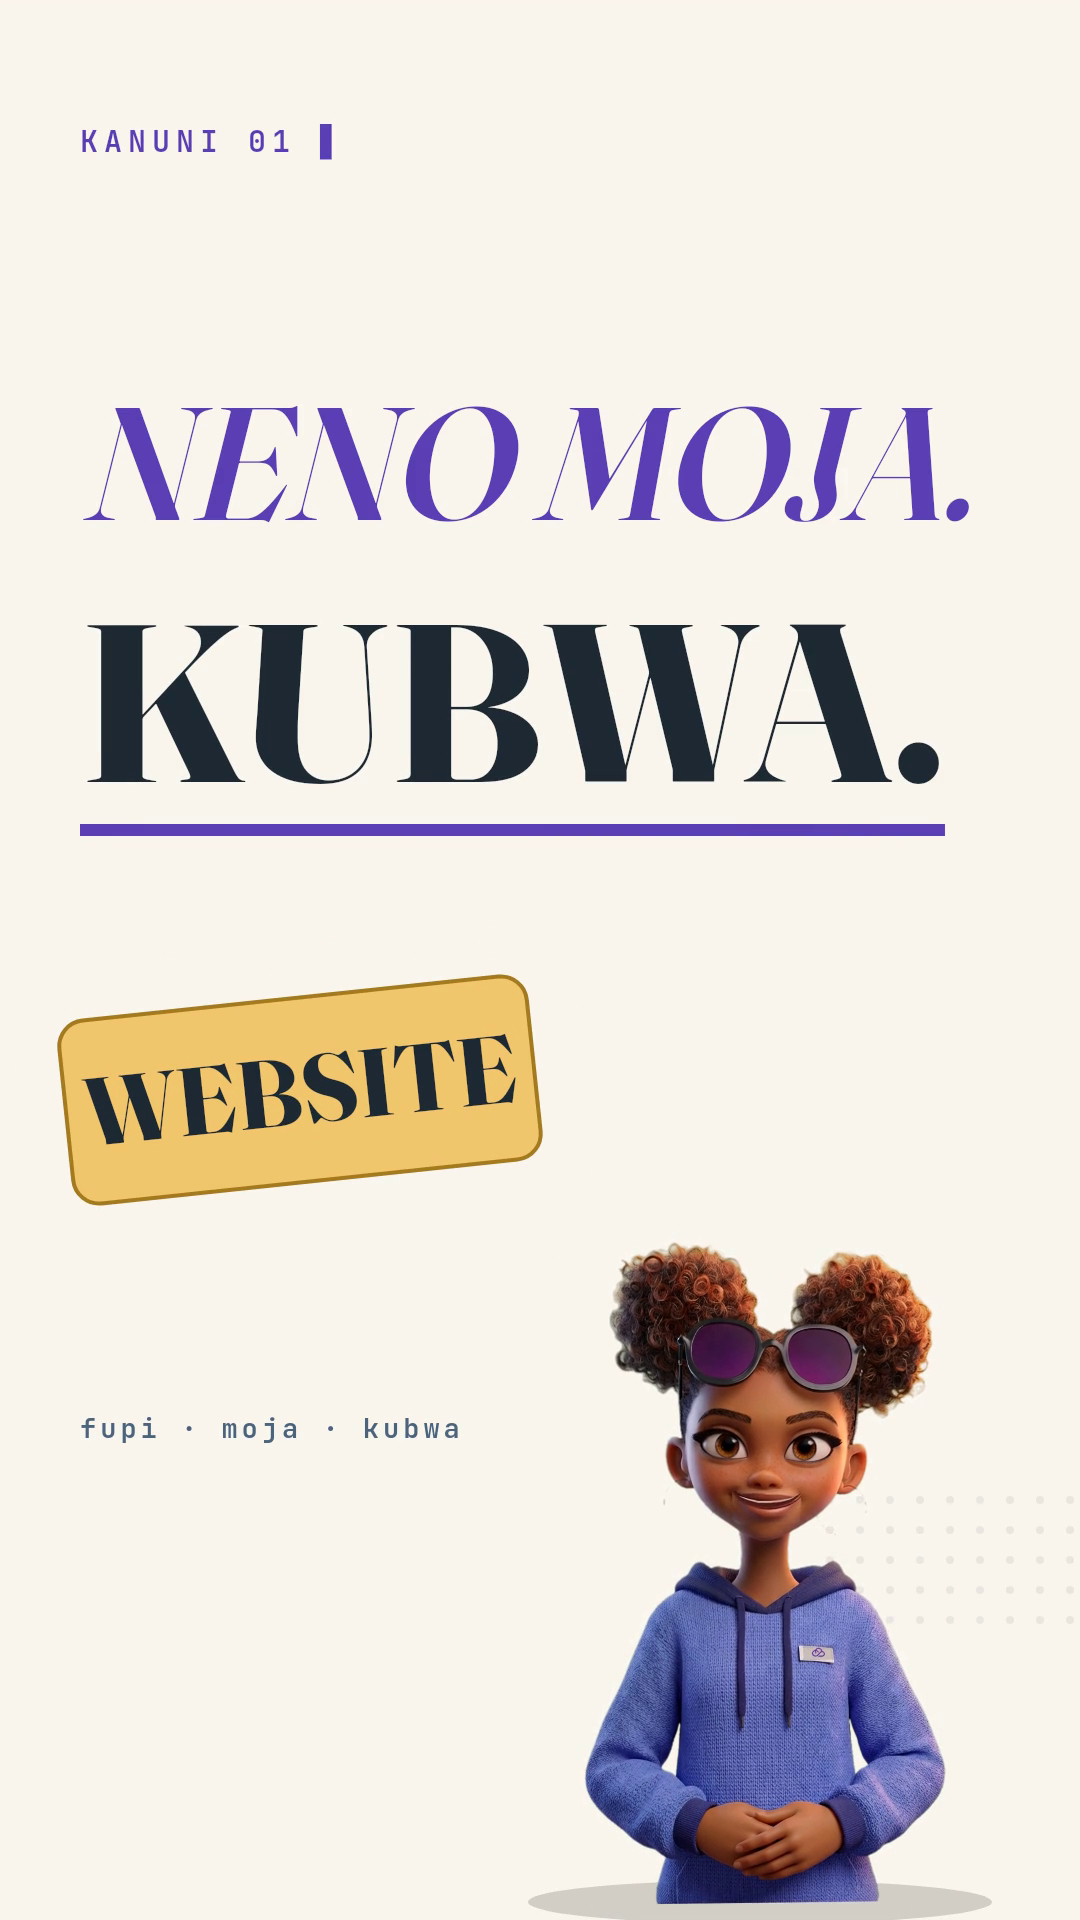 KANUNI 01
NENO MOJA.
KUBWA.
WEBSITE
fupi · moja · kubwa